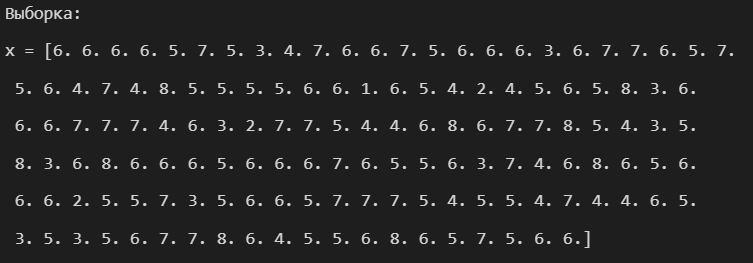 Выборка:
x = [6. 6. 6. 6. 5. 7. 5. 3. 4. 7. 6. 6. 7. 5. 6. 6. 6. 3. 6. 7. 7. 6. 5. 7.
5. 6. 4. 7. 4. 8. 5. 5. 5. 5. 6. 6. 1. 6. 5. 4. 2. 4. 5. 6. 5. 8. 3. 6.
6. 6. 7. 7. 7. 4. 6. 3. 2. 7. 7. 5. 4. 4. 6. 8. 6. 7. 7. 8. 5. 4. 3. 5.
8. 3. 6. 8. 6. 6. 6. 5. 6. 6. 6. 7. 6. 5. 5. 6. 3. 7. 4. 6. 8. 6. 5. 6.
6. 6. 2. 5. 5. 7. 3. 5. 6. 6. 5. 7. 7. 7. 5. 4. 5. 5. 4. 7. 4. 4. 6. 5.
3. 5. 3. 5. 6. 7. 7. 8. 6. 4. 5. 5. 6. 8. 6. 5. 7. 5. 6. 6.]